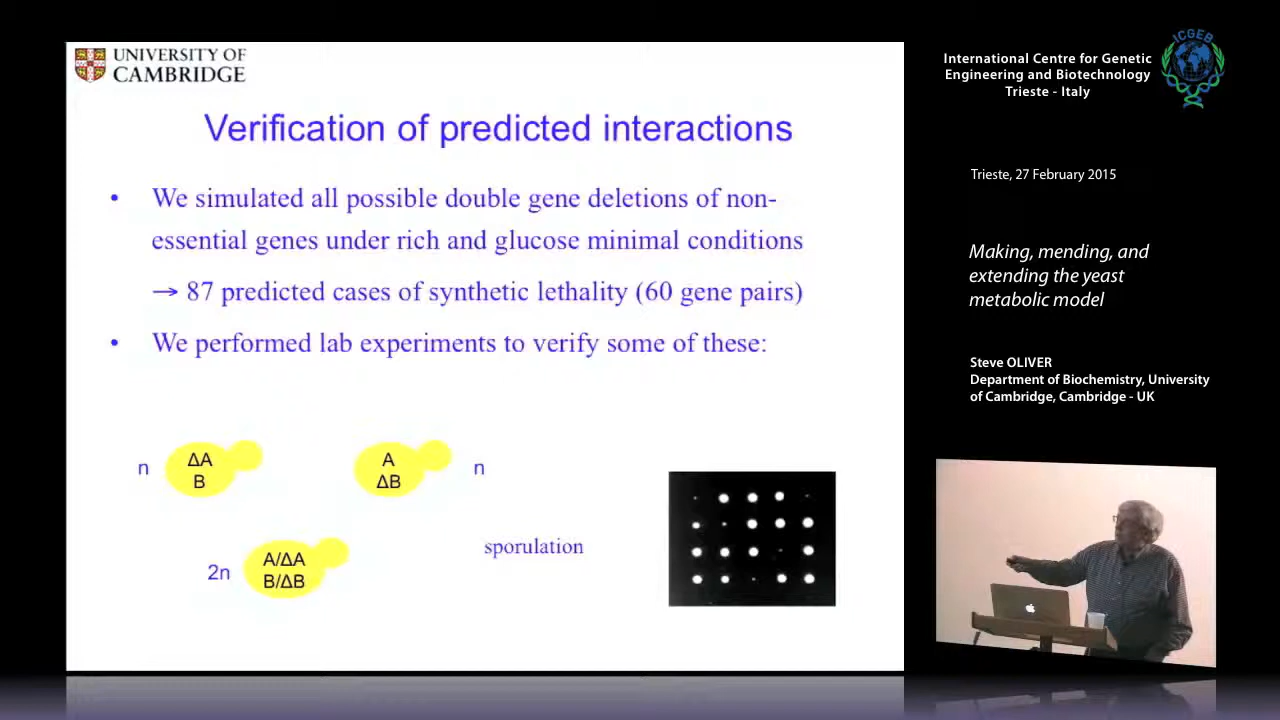 UNIVERSITY OF
CAMBRIDGE
Verification of predicted interactions
• We simulated all possible double gene deletions of non-
essential genes under rich and glucose minimal conditions
→ 87 predicted cases of synthetic lethality (60 gene pairs)
• We performed lab experiments to verify some of these:
n
ΔA
B
A
ΔB
n
2n
A/ΔA
B/ΔB
sporulation
International Centre for Genetic
Engineering and Biotechnology
Trieste - Italy
ICGEB
Trieste, 27 February 2015
Making, mending, and
extending the yeast
metabolic model
Steve OLIVER
Department of Biochemistry, University
of Cambridge, Cambridge - UK